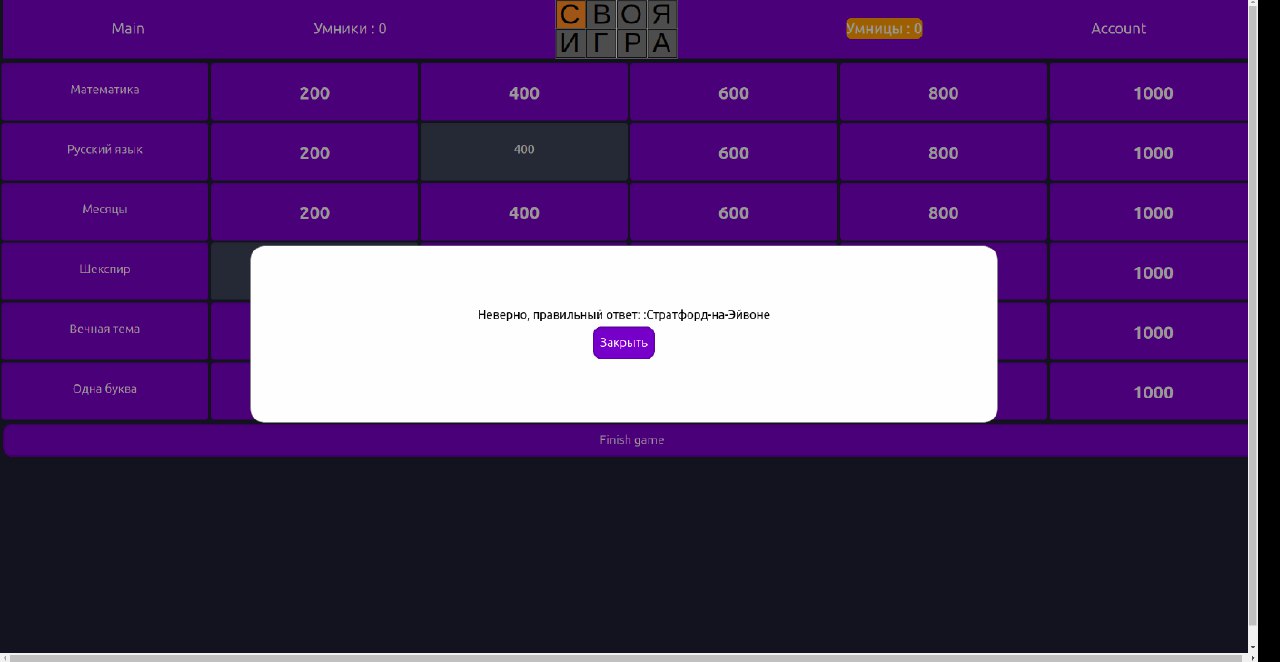 Main Умники : 0 СВОЯ Умницы : 0 Account
ИГРА
Математика 200 400 600 800 1000
Русский язык 200 400 600 800 1000
Месяцы 200 400 600 800 1000
Шекспир 1000
Неверно, правильный ответ: :Стратфорд-на-Эйвоне
Вечная тема 1000
Закрыть
Одна буква 1000
Finish game